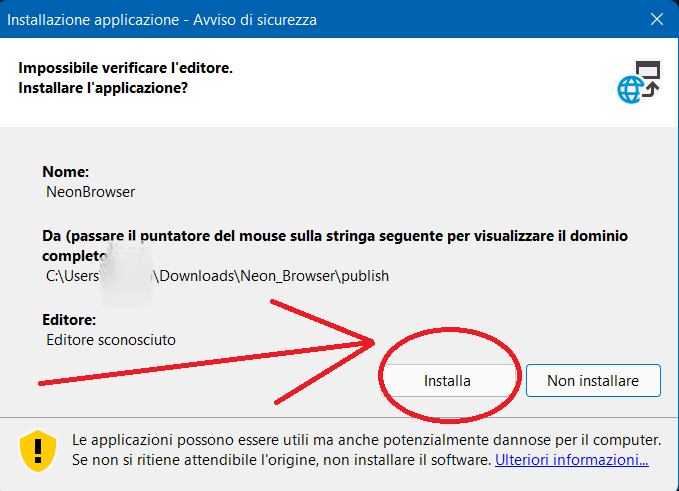 Installazione applicazione - Avviso di sicurezza
Impossibile verificare l'editore.
Installare l'applicazione?
Nome:
NeonBrowser
Da (passare il puntatore del mouse sulla stringa seguente per visualizzare il dominio
completo
C:\Users\ \Downloads\Neon_Browser\publish
Editore:
Editore sconosciuto
Installa
Non installare
Le applicazioni possono essere utili ma anche potenzialmente dannose per il computer.
Se non si ritiene attendibile l'origine, non installare il software. Ulteriori informazioni...